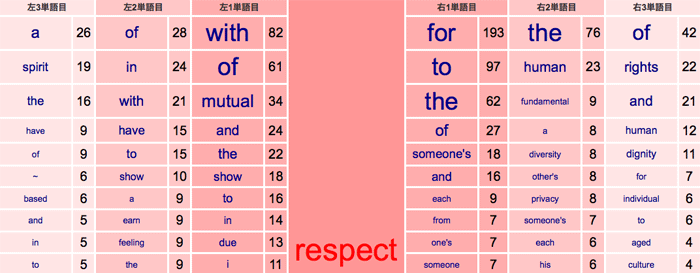 左3単語目 左2単語目 左1単語目 右1単語目 右2単語目 右3単語目
a 26 of 28 with 82 for 193 the 76 of 42
spirit 19 in 24 of 61 to 97 human 23 rights 22
the 16 with 21 mutual 34 the 62 fundamental 9 and 21
have 9 have 15 and 24 of 27 a 8 human 12
of 9 to 15 the 22 someone's 18 diversity 8 dignity 11
~ 6 show 10 show 18 and 16 other's 8 for 7
based 6 a 9 to 16 each 9 privacy 8 individual 6
and 5 earn 9 in 14 from 7 someone's 7 to 6
in 5 feeling 9 due 13 one's 7 each 6 aged 4
to 5 the 9 i 11 someone 7 his 6 culture 4
respect